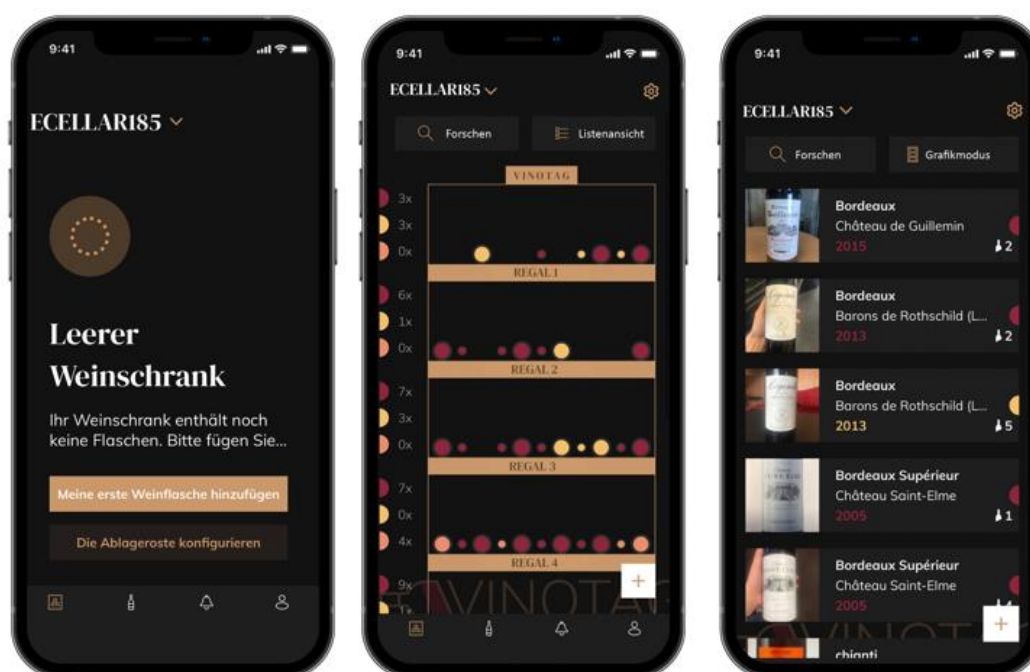 9:41
ECELLAR185
Leerer
Weinschrank
Ihr Weinschrank enthält noch
keine Flaschen. Bitte fügen Sie...
Meine erste Weinflasche hinzufügen
Die Ablageroste konfigurieren
9:41
ECELLAR185
Forschen
Listenansicht
VINOTAG
3x
3x
0x
REGAL 1
6x
1x
0x
REGAL 2
7x
3x
0x
REGAL 3
7x
0x
4x
REGAL 4
9x
VINOTAG
+
9:41
ECELLAR185
Forschen
Grafikmodus
Bordeaux
Château de Guillemin
2015
2
Bordeaux
Barons de Rothschild (L...
2013
2
Bordeaux
Barons de Rothschild (L...
2013
5
Bordeaux Supérieur
Château Saint-Elme
2005
1
Bordeaux Supérieur
Château Saint-Elme
2005
+
chianti